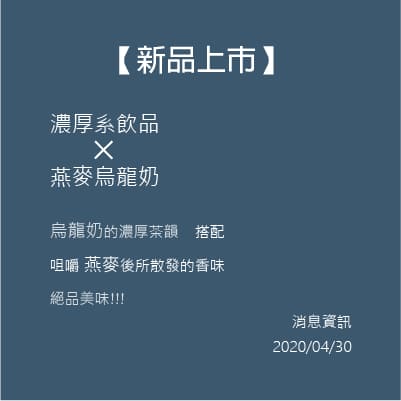 【新品上市】
濃厚系飲品
×
燕麥烏龍奶
烏龍奶的濃厚茶韻 搭配
咀嚼 燕麥後所散發的香味
絕品美味!!!
消息資訊
2020/04/30